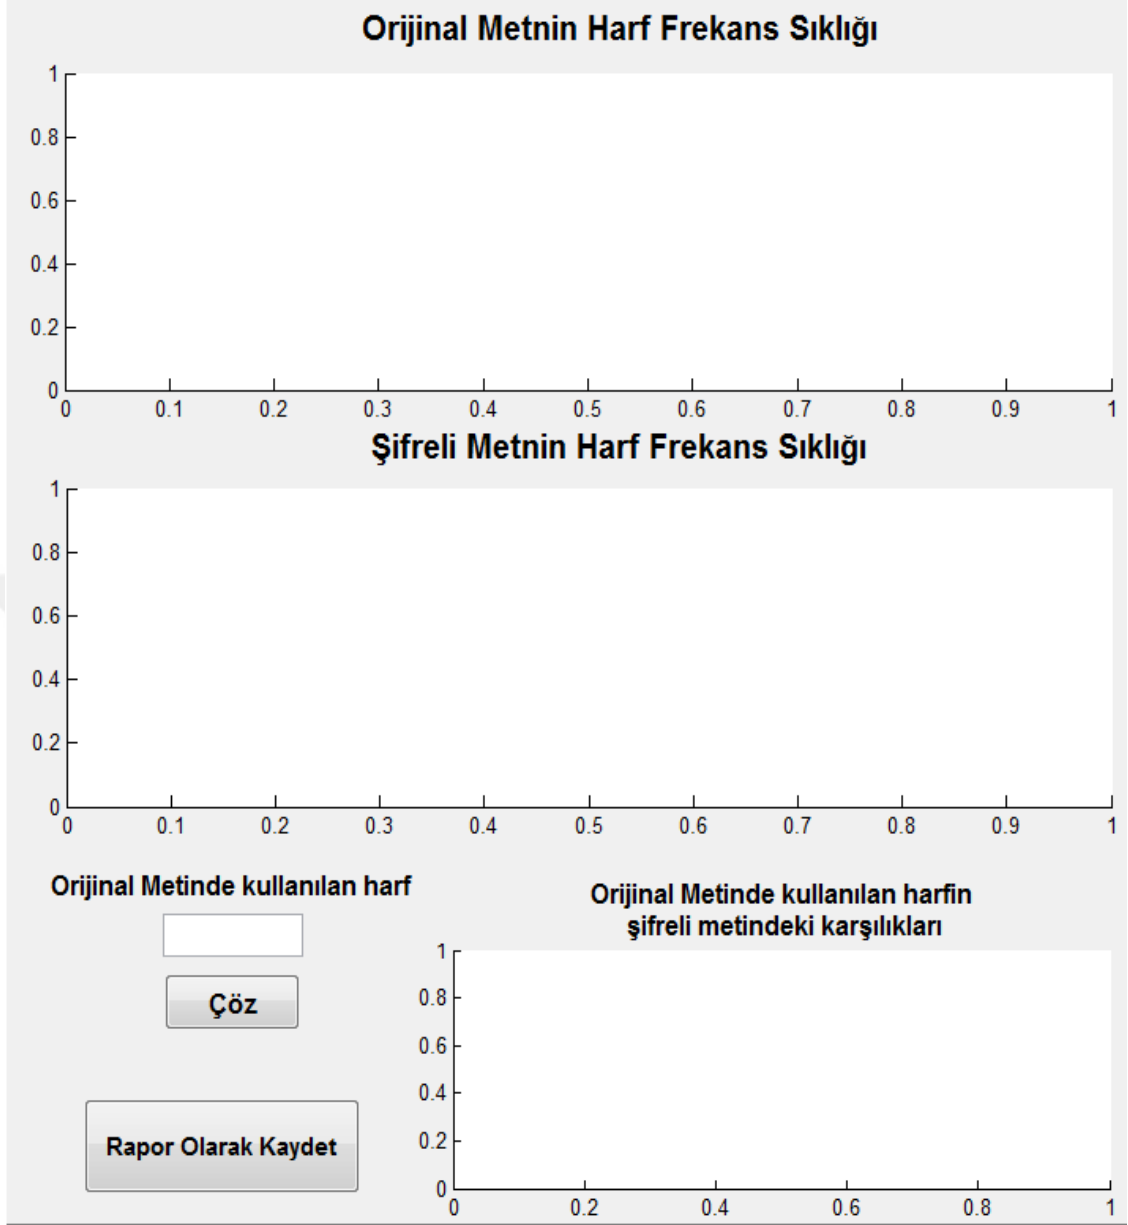 Orijinal Metnin Harf Frekans Sıklığı
1
0.8
0.6
0.4
0.2
0
0 0.1 0.2 0.3 0.4 0.5 0.6 0.7 0.8 0.9 1
Şifreli Metnin Harf Frekans Sıklığı
1
0.8
0.6
0.4
0.2
0
0 0.1 0.2 0.3 0.4 0.5 0.6 0.7 0.8 0.9 1
Orijinal Metinde kullanılan harf
Çöz
Rapor Olarak Kaydet
Orijinal Metinde kullanılan harfin
şifreli metindeki karşılıkları
1
0.8
0.6
0.4
0.2
0
0 0.2 0.4 0.6 0.8 1